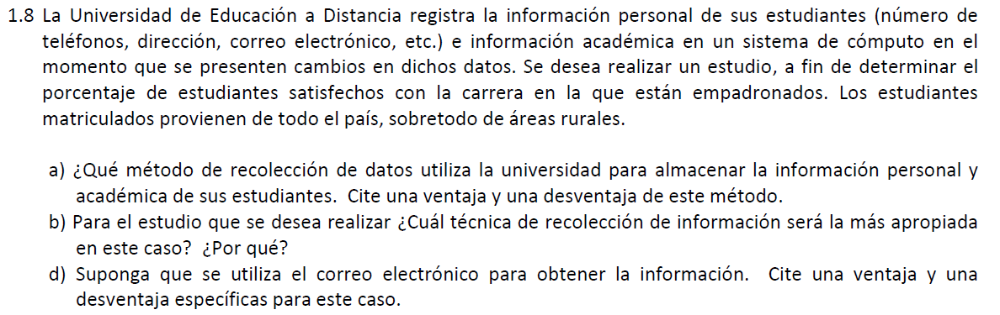 1.8 La Universidad de Educación a Distancia registra la información personal de sus estudiantes (número de
teléfonos, dirección, correo electrónico, etc.) e información académica en un sistema de cómputo en el
momento que se presenten cambios en dichos datos. Se desea realizar un estudio, a fin de determinar el
porcentaje de estudiantes satisfechos con la carrera en la que están empadronados. Los estudiantes
matriculados provienen de todo el país, sobretodo de áreas rurales.
a) ¿Qué método de recolección de datos utiliza la universidad para almacenar la información personal y
académica de sus estudiantes. Cite una ventaja y una desventaja de este método.
b) Para el estudio que se desea realizar ¿Cuál técnica de recolección de información será la más apropiada
en este caso? ¿Por qué?
d) Suponga que se utiliza el correo electrónico para obtener la información. Cite una ventaja y una
desventaja específicas para este caso.